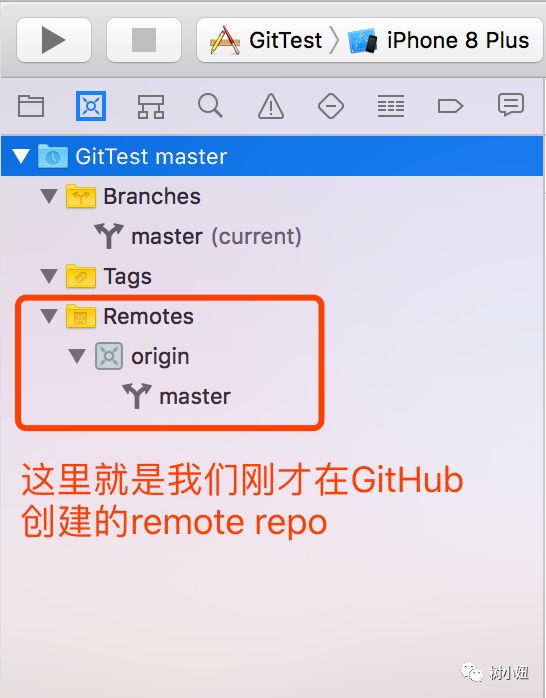 GitTest iPhone 8 Plus
GitTest master
Branches
master (current)
Tags
Remotes
origin
master
这里就是我们刚才在GitHub
创建的remote repo
树小妞